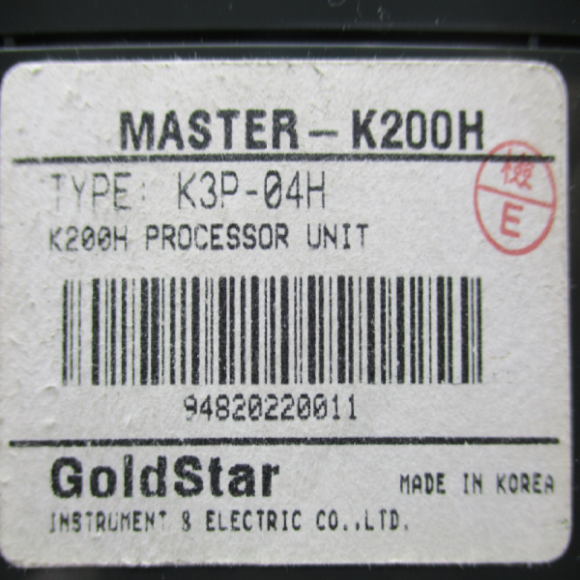 MASTER-K200H
TYPE: K3P-04H
檢
E
K200H PROCESSOR UNIT
94820220011
GoldStar
MADE IN KOREA
INSTRUMENT & ELECTRIC CO.,LTD.